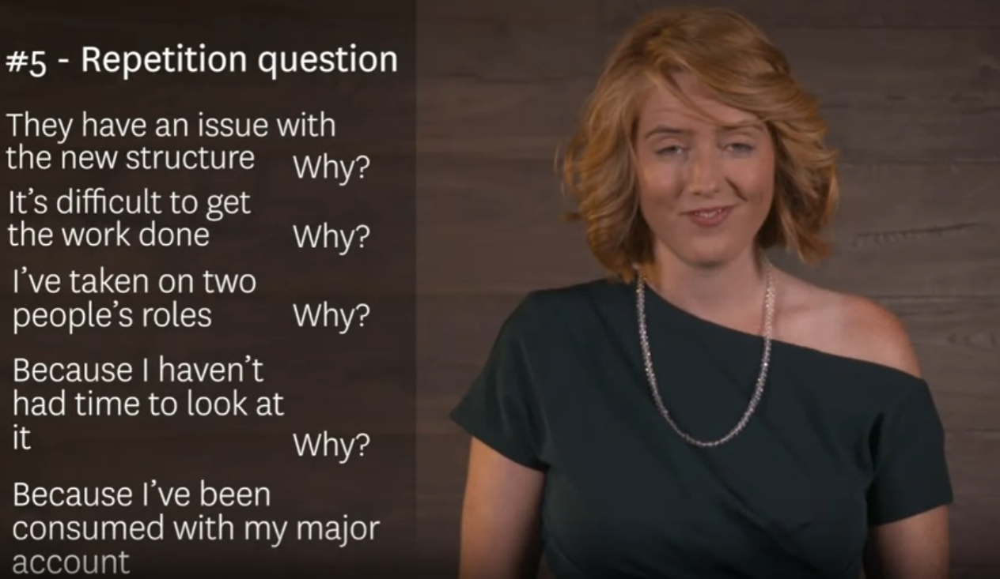 #5 - Repetition question
They have an issue with
the new structure Why?
It's difficult to get
the work done Why?
I've taken on two
people's roles Why?
Because I haven't
had time to look at
it Why?
Because I've been
consumed with my major
account